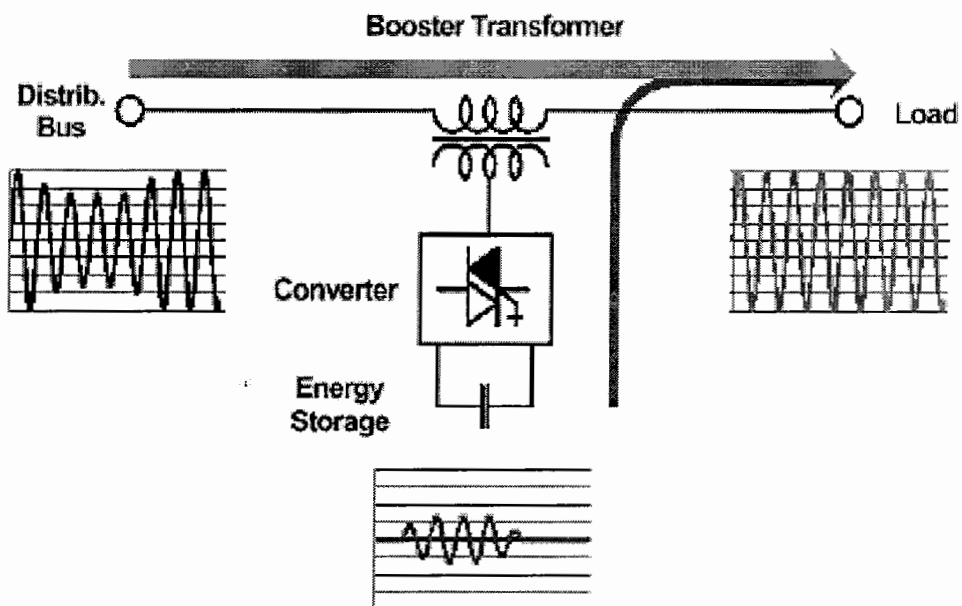 Booster Transformer
Distrib.
Bus
Load
Converter
Energy
Storage